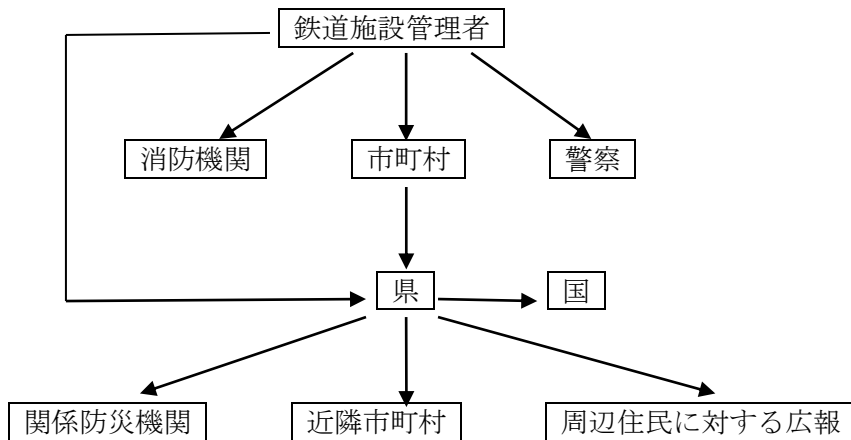 鉄道施設管理者
消防機関
市町村
警察
県
国
関係防災機関
近隣市町村
周辺住民に対する広報